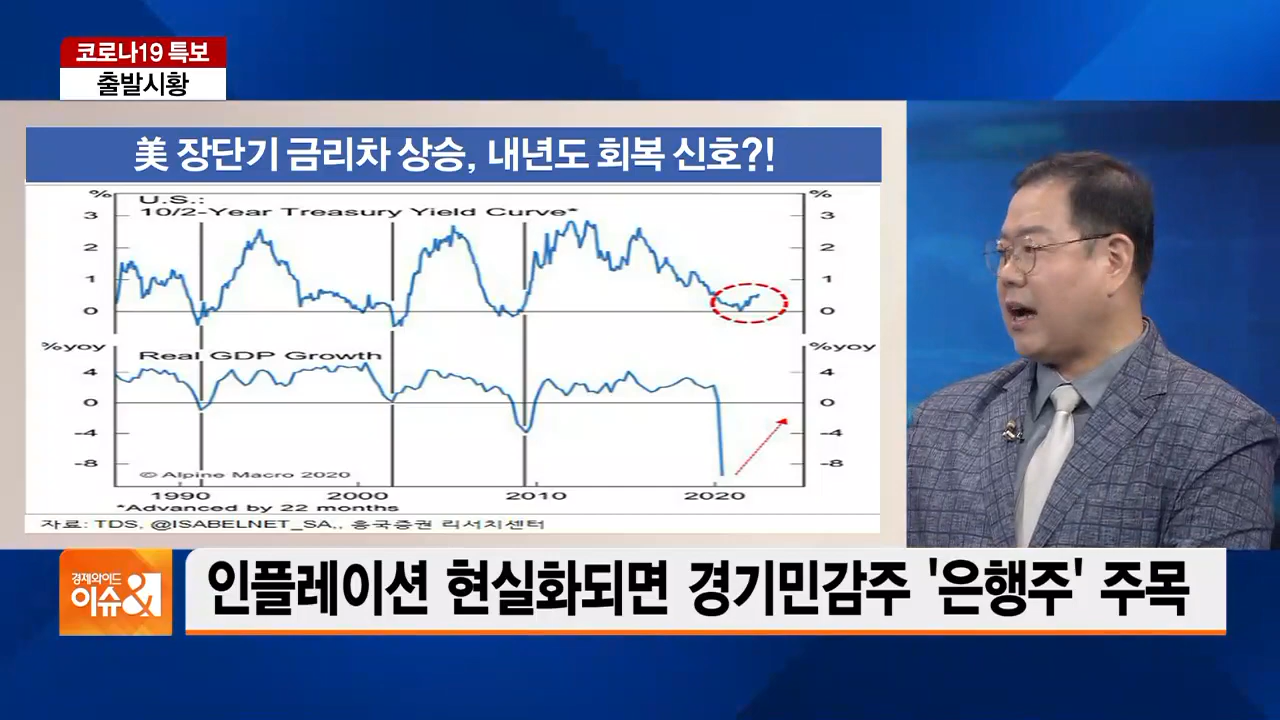 코로나19 특보
출발시황
美 장단기 금리차 상승, 내년도 회복 신호?!
% U.S.: %
10/2-Year Treasury Yield Curve*
3 3
2 2
1 1
0 0
%yoy %yoy
Real GDP Growth
4 4
0 0
-4 -4
-8 -8
© Alpine Macro 2020
1990 2000 2010 2020
*Advanced by 22 months
자료: TDS, @ISABELNET_SA,, 흥국증권 리서치센터
경제와이드
이슈&
인플레이션 현실화되면 경기민감주 '은행주' 주목